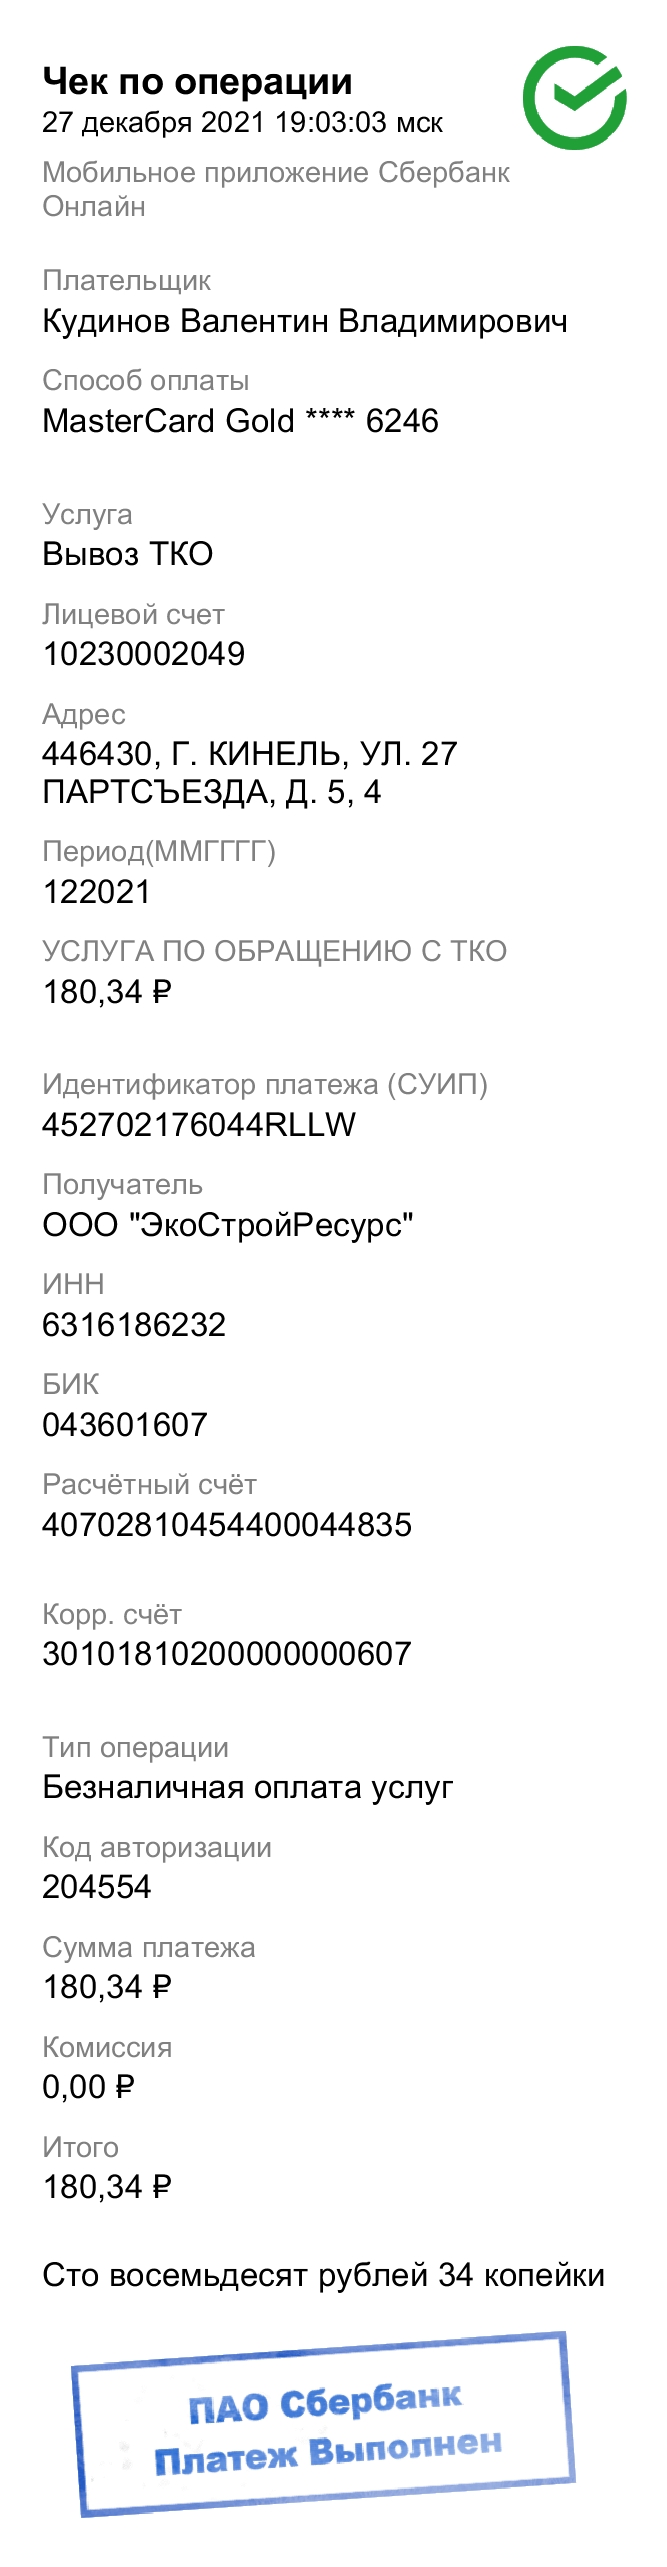 Чек по операции
27 декабря 2021 19:03:03 мск
Мобильное приложение Сбербанк
Онлайн
Плательщик
Кудинов Валентин Владимирович
Способ оплаты
MasterCard Gold **** 6246
Услуга
Вывоз ТКО
Лицевой счет
10230002049
Адрес
446430, Г. КИНЕЛЬ, УЛ. 27
ПАРТСЪЕЗДА, Д. 5, 4
Период(ММГГГГ)
122021
УСЛУГА ПО ОБРАЩЕНИЮ С ТКО
180,34 ₽
Идентификатор платежа (СУИП)
452702176044RLLW
Получатель
ООО "ЭкоСтройРесурс"
ИНН
6316186232
БИК
043601607
Расчётный счёт
40702810454400044835
Корр. счёт
30101810200000000607
Тип операции
Безналичная оплата услуг
Код авторизации
204554
Сумма платежа
180,34 ₽
Комиссия
0,00 ₽
Итого
180,34 ₽
Сто восемьдесят рублей 34 копейки
ПАО Сбербанк
Платеж Выполнен